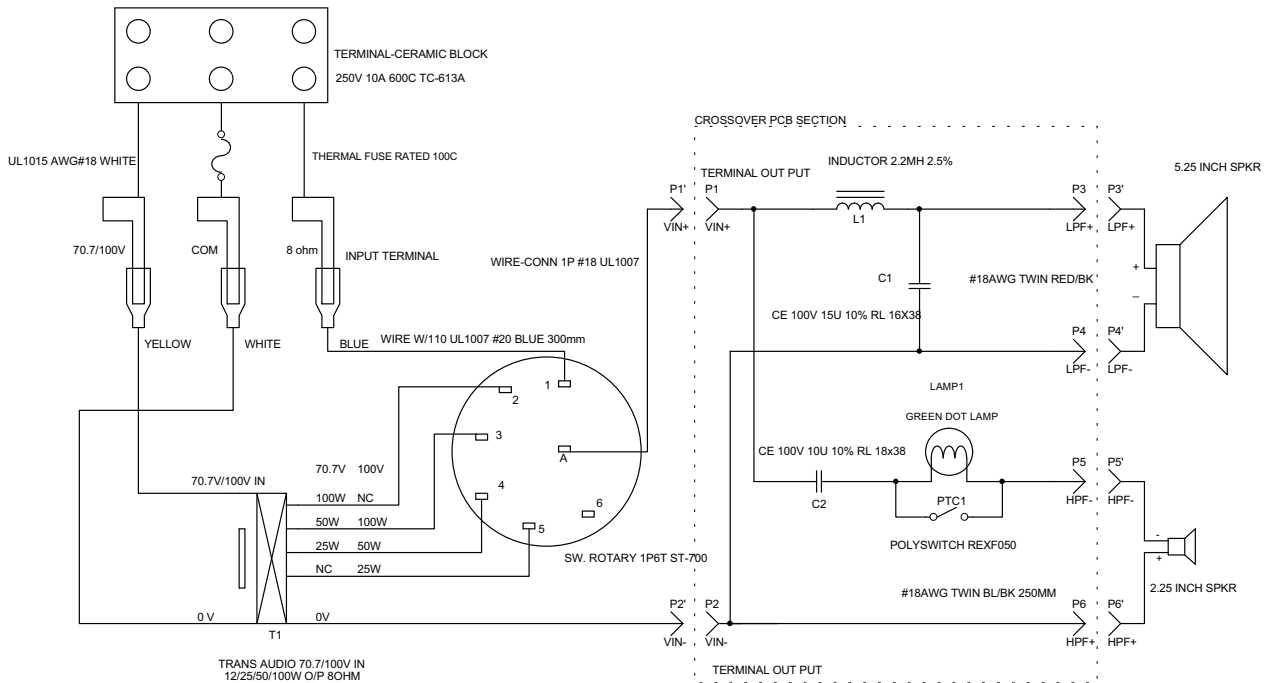 TERMINAL-CERAMIC BLOCK
250V 10A 600C TC-613A
UL1015 AWG#18 WHITE
THERMAL FUSE RATED 100C
70.7/100V
COM
8 ohm
INPUT TERMINAL
YELLOW
WHITE
BLUE
WIRE W/110 UL1007 #20 BLUE 300mm
WIRE-CONN 1P #18 UL1007
1
2
3
4
5
6
A
SW. ROTARY 1P6T ST-700
70.7V/100V IN
70.7V 100V
100W NC
50W 100W
25W 50W
NC 25W
0 V
0V
T1
TRANS AUDIO 70.7/100V IN
12/25/50/100W O/P 8OHM
CROSSOVER PCB SECTION
TERMINAL OUT PUT
P1'
VIN+
P1
VIN+
INDUCTOR 2.2MH 2.5%
L1
C1
CE 100V 15U 10% RL 16X38
P3
LPF+
P3'
LPF+
5.25 INCH SPKR
+
–
#18AWG TWIN RED/BK
P4
LPF-
P4'
LPF-
LAMP1
GREEN DOT LAMP
CE 100V 10U 10% RL 18x38
C2
PTC1
POLYSWITCH REXF050
P5
HPF-
P5'
HPF-
-
+
2.25 INCH SPKR
#18AWG TWIN BL/BK 250MM
P2'
VIN-
P2
VIN-
P6
HPF+
P6'
HPF+
TERMINAL OUT PUT